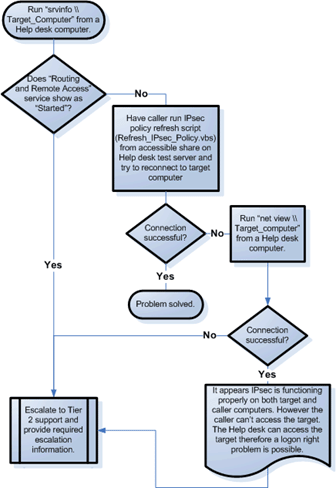 Run “srvinfo \\
Target_Computer” from a
Help desk computer.
Does “Routing
and Remote Access”
service show as
“Started”?
No
Have caller run IPsec
policy refresh script
(Refresh_IPsec_Policy.vbs)
from accessible share on
Help desk test server and
try to reconnect to target
computer
Connection
successful?
No
Run “net view \\
Target_computer”
from a Help desk
computer.
Yes
Yes
Problem solved.
No
Connection
successful?
Yes
Escalate to Tier
2 support and
provide required
escalation
information.
It appears IPsec is functioning
properly on both target and
caller computers. However the
caller can’t access the target.
The Help desk can access the
target therefore a logon right
problem is possible.